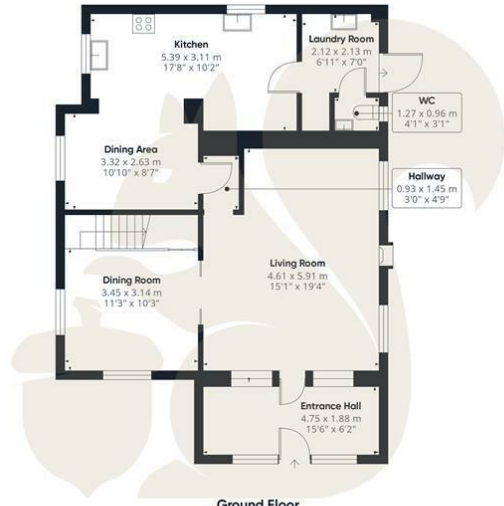 Kitchen
5.39 x 3.11 m
17'8" x 10'2"
Laundry Room
2.12 x 2.13 m
6'11" x 7'0"
WC
1.27 x 0.96 m
4'1" x 3'1"
Dining Area
3.32 x 2.63 m
10'10" x 8'7"
Hallway
0.93 x 1.45 m
3'0" x 4'9"
Living Room
4.61 x 5.91 m
15'1" x 19'4"
Dining Room
3.45 x 3.14 m
11'3" x 10'3"
Entrance Hall
4.75 x 1.88 m
15'6" x 6'2"
Ground Floor